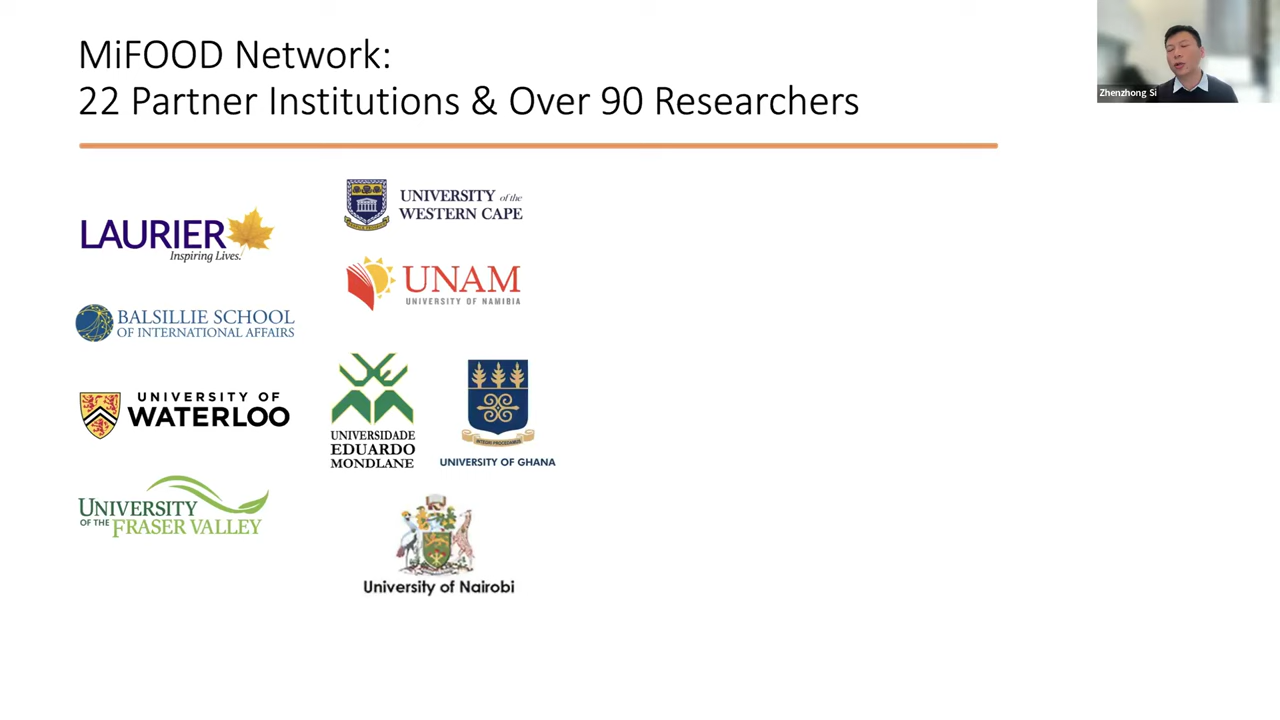 MiFOOD Network:
22 Partner Institutions & Over 90 Researchers
Zhenzhong Si
LAURIER
Inspiring Lives.
BALSILLIE SCHOOL
OF INTERNATIONAL AFFAIRS
UNIVERSITY OF
WATERLOO
UNIVERSITY
OF THE FRASER VALLEY
UNIVERSITY of the
WESTERN CAPE
UNAM
UNIVERSITY OF NAMIBIA
UNIVERSIDADE
EDUARDO
MONDLANE
INTEGRI PROCEDAMUS
UNIVERSITY OF GHANA
University of Nairobi